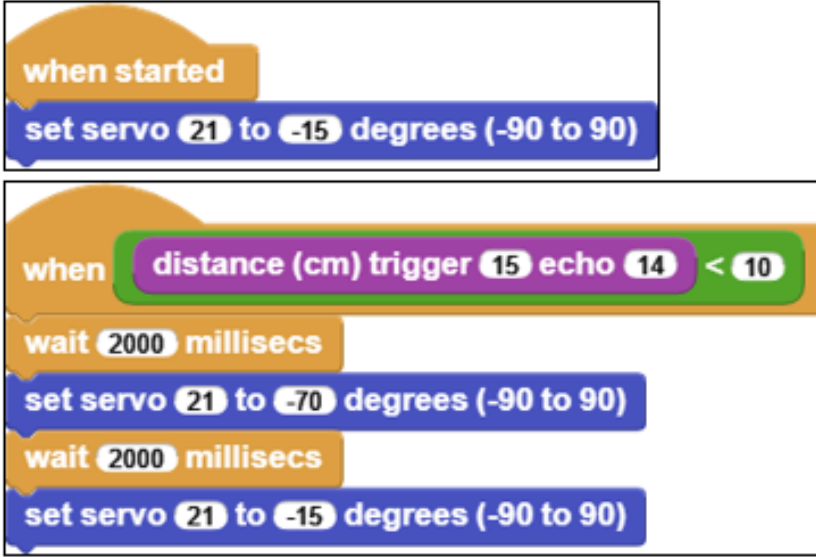 when started
set servo 21 to -15 degrees (-90 to 90)
when distance (cm) trigger 15 echo 14 < 10
wait 2000 millisecs
set servo 21 to -70 degrees (-90 to 90)
wait 2000 millisecs
set servo 21 to -15 degrees (-90 to 90)